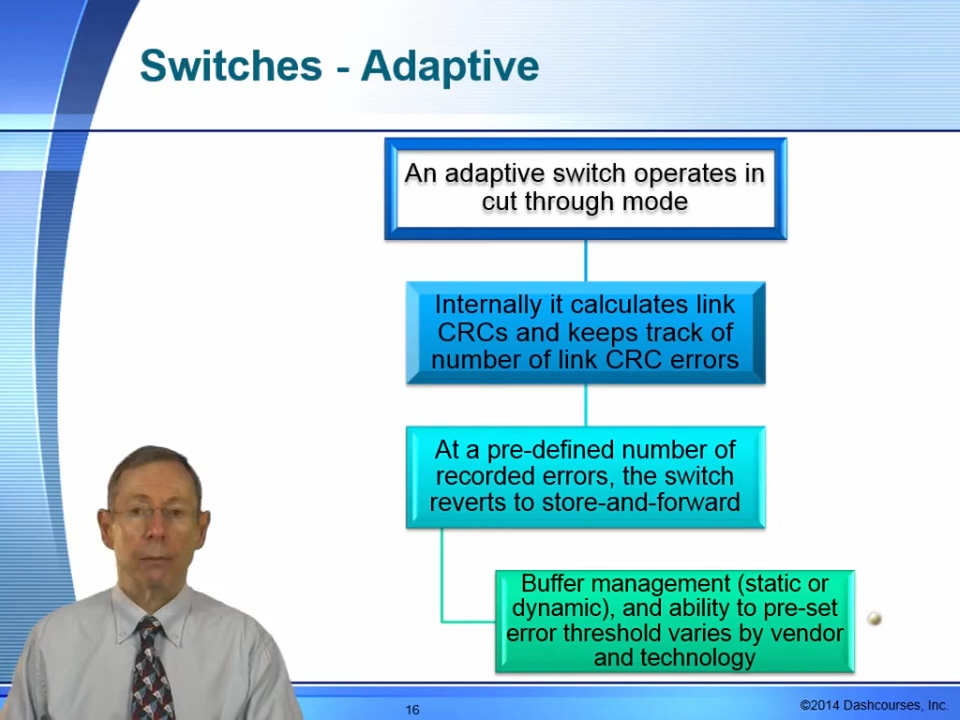 Switches - Adaptive
An adaptive switch operates in
cut through mode
Internally it calculates link
CRCs and keeps track of
number of link CRC errors
At a pre-defined number of
recorded errors, the switch
reverts to store-and-forward
Buffer management (static or
dynamic), and ability to pre-set
error threshold varies by vendor
and technology
16
©2014 Dashcourses, Inc.